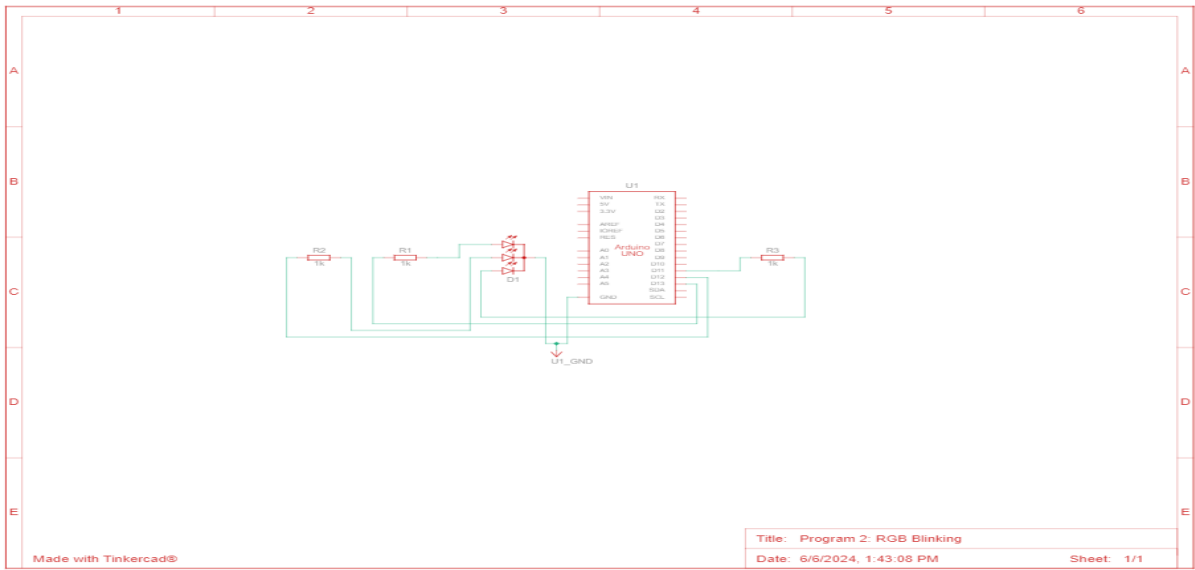 1 2 3 4 5 6
A A
B B
U1
VIN RX
5V TX
3.3V D2
D3
AREF D4
IOREF D5
RES D6
D7
Arduino
UNO
A0 D8
A1 D9
A2 D10
A3 D11
A4 D12
A5 D13
SDA
GND SCL
R2
1k
R1
1k
D1
R3
1k
C C
U1_GND
D D
E E
Title: Program 2: RGB Blinking
Made with Tinkercad®
Date: 6/6/2024, 1:43:08 PM
Sheet: 1/1